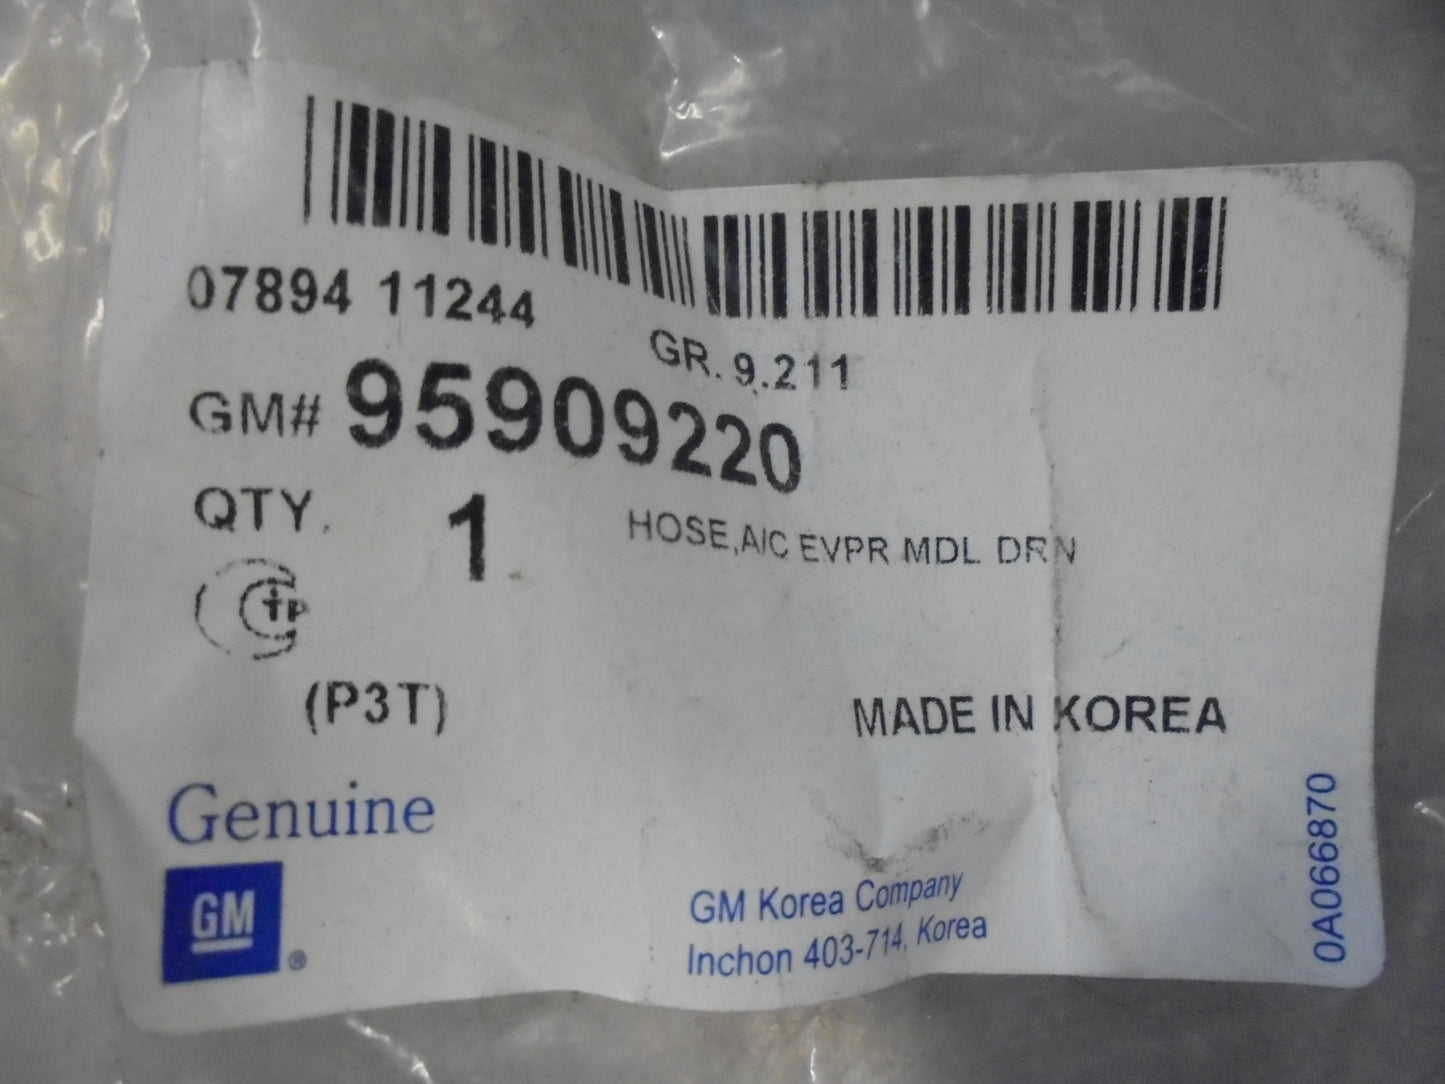 07894 11244
GR. 9.211
GM# 95909220
QTY. 1
HOSE,A/C EVPR MDL DRN
(P3T)
MADE IN KOREA
Genuine
GM
®
GM Korea Company
Inchon 403-714, Korea
0A066870